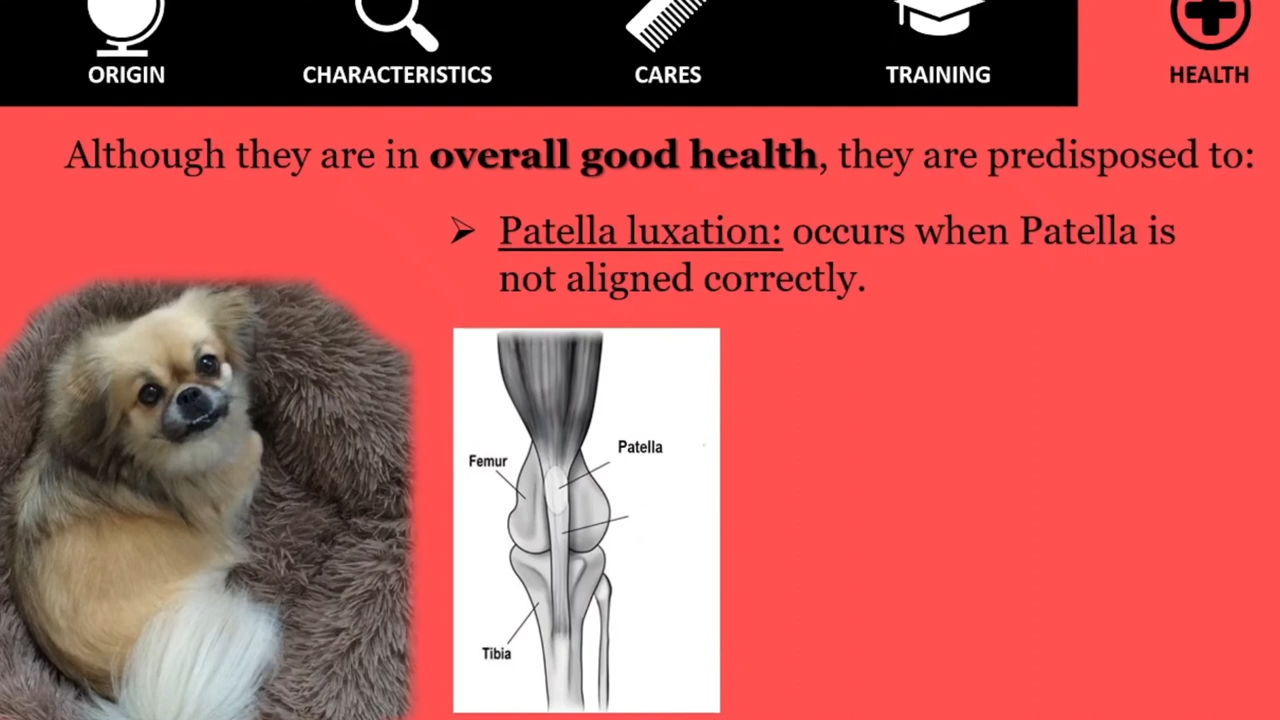 ORIGIN
CHARACTERISTICS
CARES
TRAINING
HEALTH
Although they are in overall good health, they are predisposed to:
➢ Patella luxation: occurs when Patella is
not aligned correctly.
Patella
Femur
Tibia